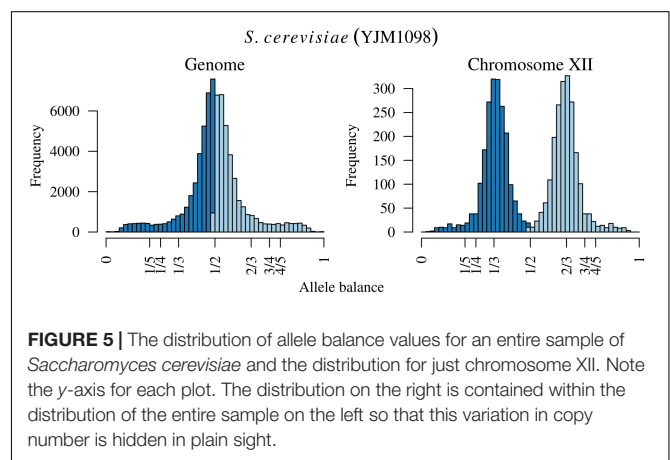 S. cerevisiae (YJM1098)
Genome
Chromosome XII
Frequency
6000
4000
2000
0
0
1/5
1/4
1/3
1/2
2/3
3/4
4/5
1
Frequency
300
250
200
150
100
50
0
0
1/5
1/4
1/3
1/2
2/3
3/4
4/5
1
Allele balance
FIGURE 5 | The distribution of allele balance values for an entire sample of
Saccharomyces cerevisiae and the distribution for just chromosome XII. Note
the y-axis for each plot. The distribution on the right is contained within the
distribution of the entire sample on the left so that this variation in copy
number is hidden in plain sight.